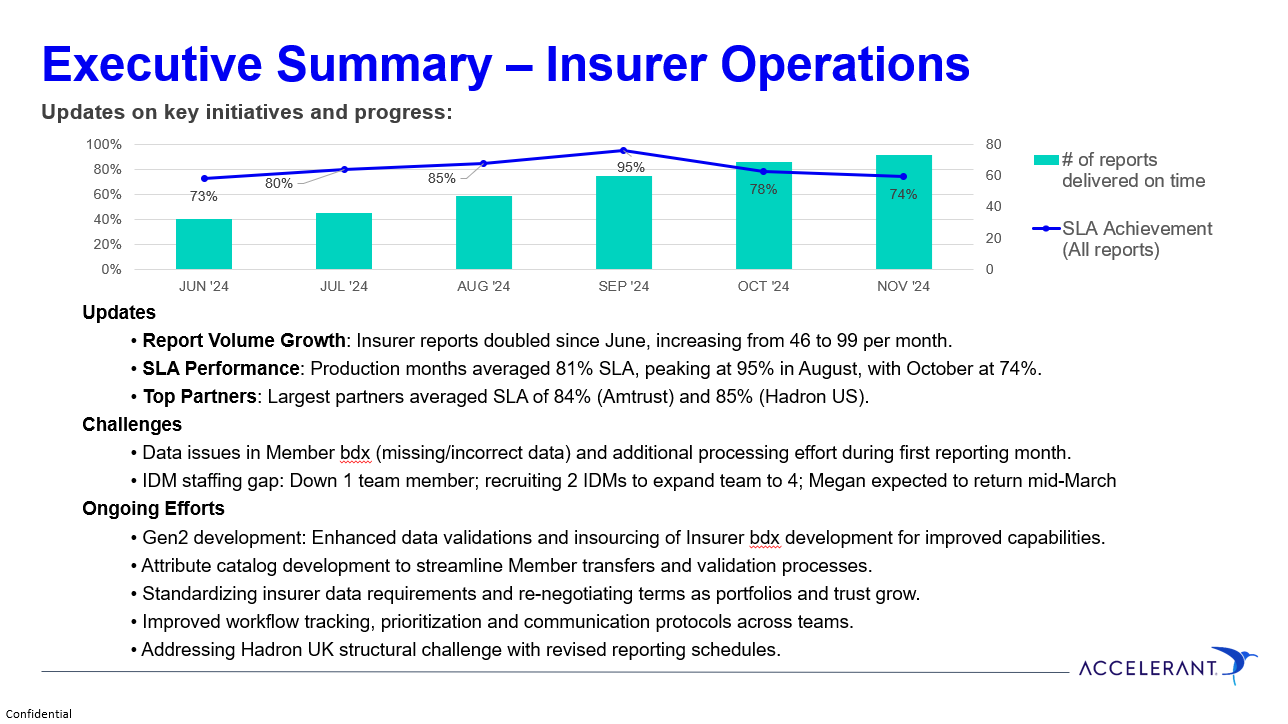 Executive Summary – Insurer Operations
Updates on key initiatives and progress:
100%
80%
60%
40%
20%
0%
80
60
40
20
0
73%
80%
85%
95%
78%
74%
JUN '24
JUL '24
AUG '24
SEP '24
OCT '24
NOV '24
# of reports
delivered on time
SLA Achievement
(All reports)
Updates
• Report Volume Growth: Insurer reports doubled since June, increasing from 46 to 99 per month.
• SLA Performance: Production months averaged 81% SLA, peaking at 95% in August, with October at 74%.
• Top Partners: Largest partners averaged SLA of 84% (Amtrust) and 85% (Hadron US).
Challenges
• Data issues in Member bdx (missing/incorrect data) and additional processing effort during first reporting month.
• IDM staffing gap: Down 1 team member; recruiting 2 IDMs to expand team to 4; Megan expected to return mid-March
Ongoing Efforts
• Gen2 development: Enhanced data validations and insourcing of Insurer bdx development for improved capabilities.
• Attribute catalog development to streamline Member transfers and validation processes.
• Standardizing insurer data requirements and re-negotiating terms as portfolios and trust grow.
• Improved workflow tracking, prioritization and communication protocols across teams.
• Addressing Hadron UK structural challenge with revised reporting schedules.
ACCELERANT
Confidential